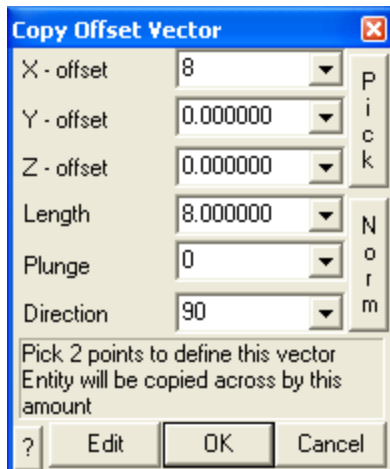 Copy Offset Vector
X - offset 8
Y - offset 0.000000
Z - offset 0.000000
Pick
Length 8.000000
Plunge 0
Direction 90
Norm
Pick 2 points to define this vector
Entity will be copied across by this
amount
? Edit OK Cancel